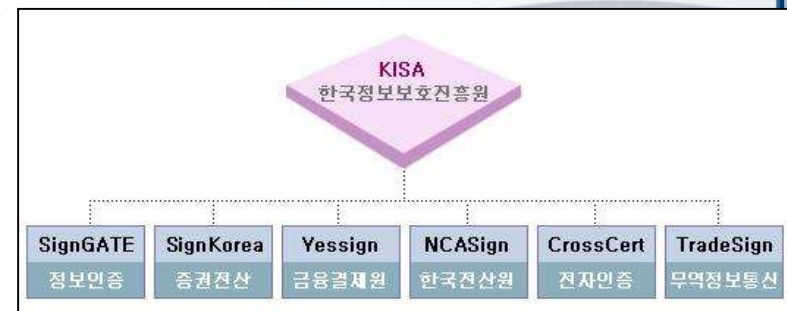 KISA
한국정보보호진흥원
SignGATE
정보인증
SignKorea
증권전산
Yessign
금융결제원
NCASign
한국전산원
CrossCert
전자인증
TradeSign
무역정보통신